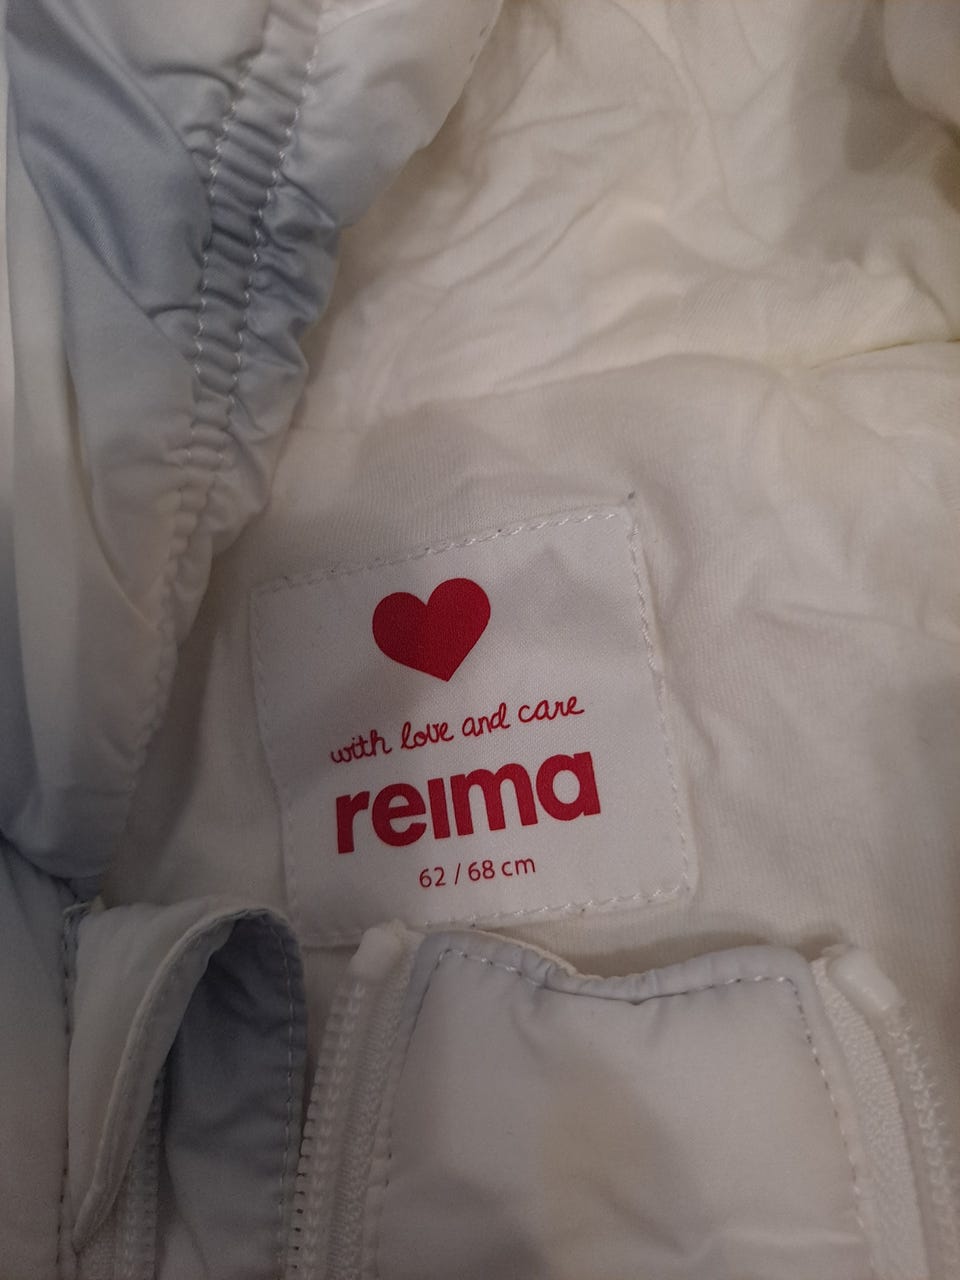 with love and care
reima
62 / 68 cm